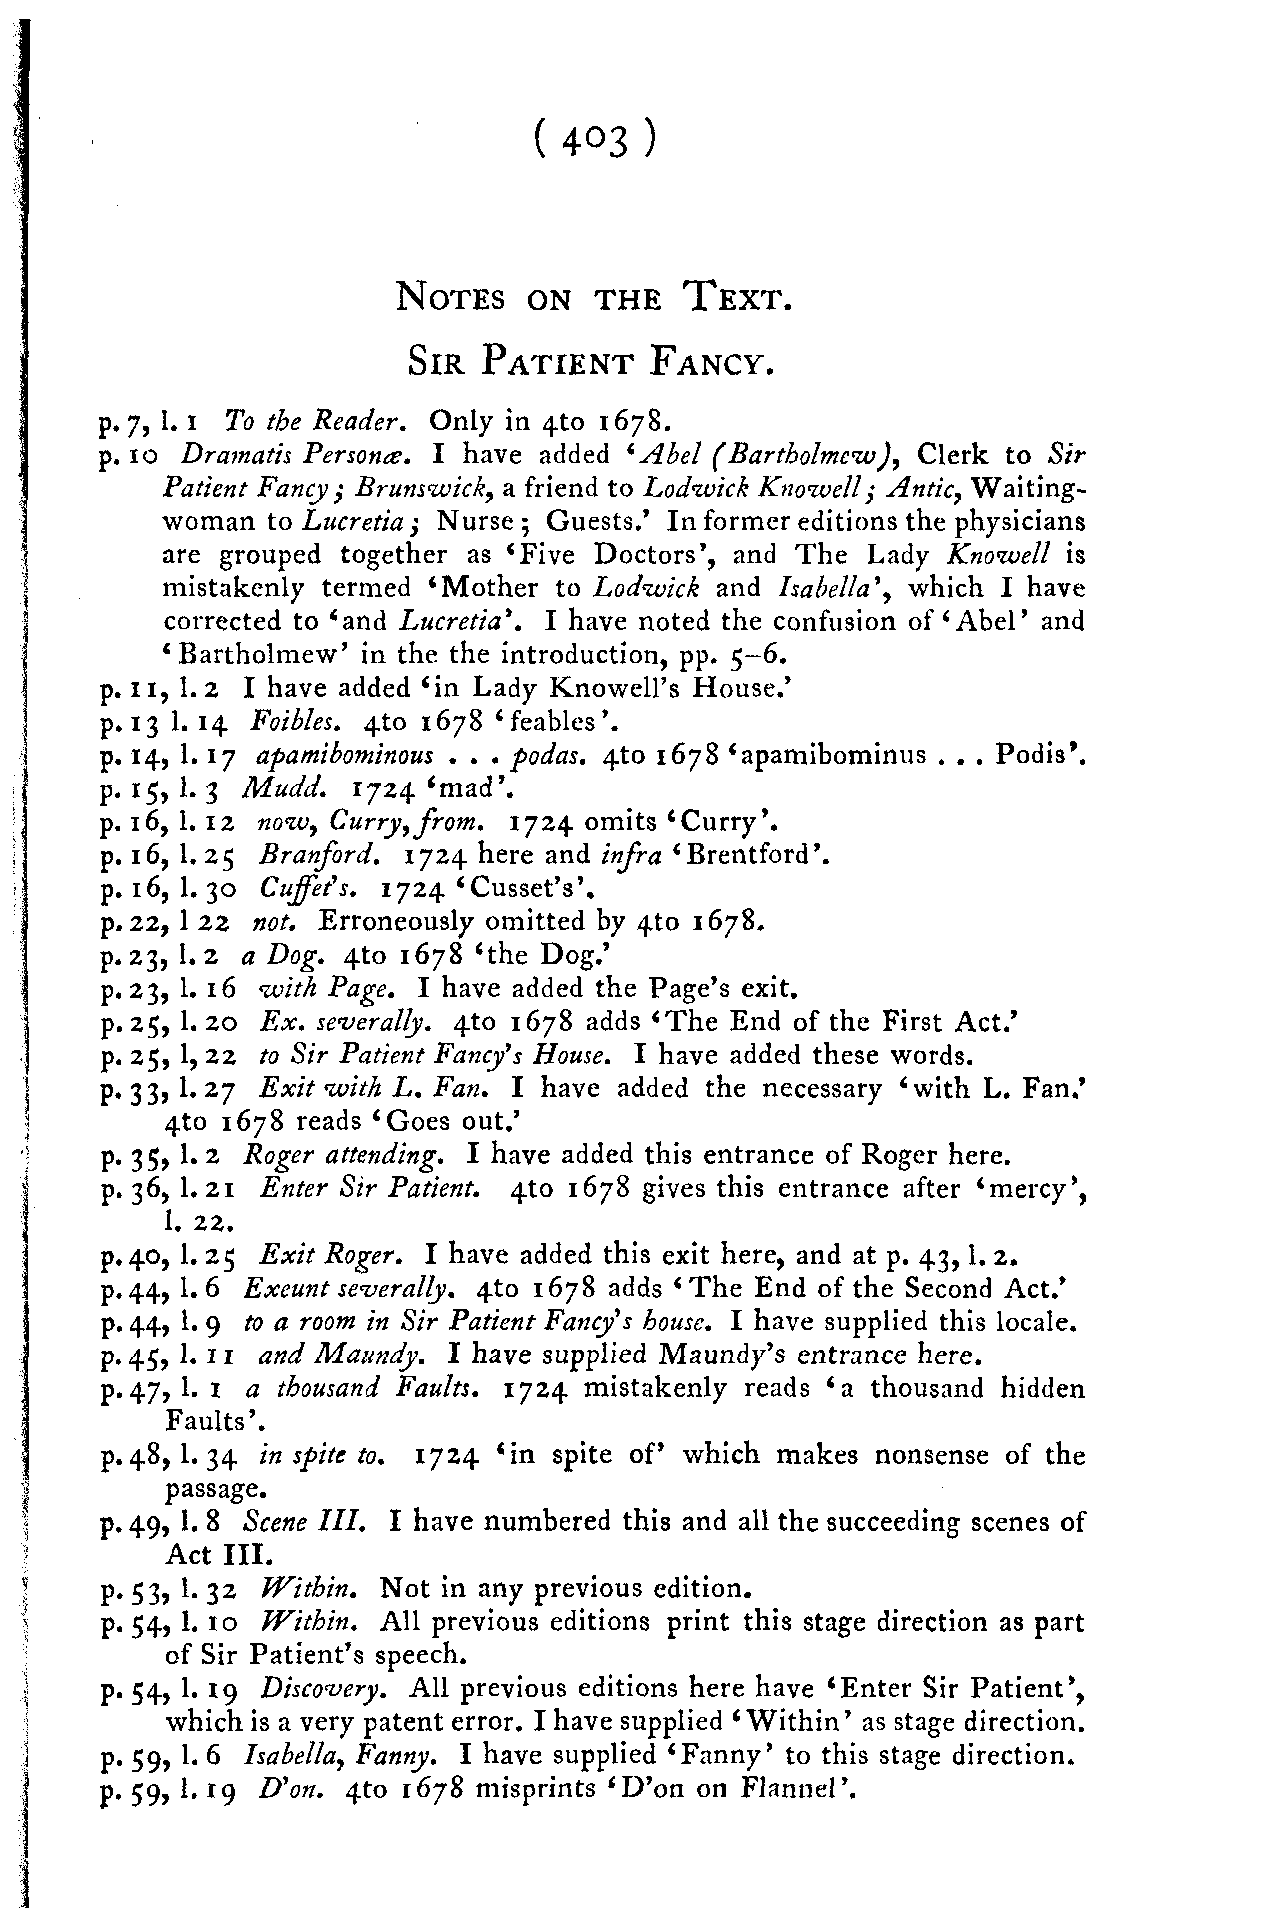 ( 403 )
NOTES ON THE TEXT.
SIR PATIENT FANCY.
p. 7, l. 1 To the Reader. Only in 4to 1678.
p. 10 Dramatis Personæ. I have added ‘Abel (Bartholmew), Clerk to Sir
Patient Fancy; Brunswick, a friend to Lodwick Knowell; Antic, Waiting-
woman to Lucretia; Nurse; Guests.’ In former editions the physicians
are grouped together as ‘Five Doctors’, and The Lady Knowell is
mistakenly termed ‘Mother to Lodwick and Isabella’, which I have
corrected to ‘and Lucretia’. I have noted the confusion of ‘Abel’ and
‘Bartholmew’ in the the introduction, pp. 5–6.
p. 11, l. 2 I have added ‘in Lady Knowell's House.’
p. 13 l. 14 Foibles. 4to 1678 ‘feables’.
p. 14, l. 17 apamibominous . . . podas. 4to 1678 ‘apamibominus . . . Podis’.
p. 15, l. 3 Mudd. 1724 ‘mad’.
p. 16, l. 12 now, Curry, from. 1724 omits ‘Curry’.
p. 16, l. 25 Branford. 1724 here and infra ‘Brentford’.
p. 16, l. 30 Cuffet's. 1724 ‘Cusset's’.
p. 22, l 22 not. Erroneously omitted by 4to 1678.
p. 23, l. 2 a Dog. 4to 1678 ‘the Dog.’
p. 23, l. 16 with Page. I have added the Page's exit.
p. 25, l. 20 Ex. severally. 4to 1678 adds ‘The End of the First Act.’
p. 25, l, 22 to Sir Patient Fancy's House. I have added these words.
p. 33, l. 27 Exit with L. Fan. I have added the necessary ‘with L. Fan.’
4to 1678 reads ‘Goes out.’
p. 35, l. 2 Roger attending. I have added this entrance of Roger here.
p. 36, l. 21 Enter Sir Patient. 4to 1678 gives this entrance after ‘mercy’,
l. 22.
p. 40, l. 25 Exit Roger. I have added this exit here, and at p. 43, l. 2.
p. 44, l. 6 Exeunt severally. 4to 1678 adds ‘The End of the Second Act.’
p. 44, l. 9 to a room in Sir Patient Fancy's house. I have supplied this locale.
p. 45, l. 11 and Maundy. I have supplied Maundy's entrance here.
p. 47, l. 1 a thousand Faults. 1724 mistakenly reads ‘a thousand hidden
Faults’.
p. 48, l. 34 in spite to. 1724 ‘in spite of’ which makes nonsense of the
passage.
p. 49, l. 8 Scene III. I have numbered this and all the succeeding scenes of
Act III.
p. 53, l. 32 Within. Not in any previous edition.
p. 54, l. 10 Within. All previous editions print this stage direction as part
of Sir Patient's speech.
p. 54, l. 19 Discovery. All previous editions here have ‘Enter Sir Patient’,
which is a very patent error. I have supplied ‘Within’ as stage direction.
p. 59, l. 6 Isabella, Fanny. I have supplied ‘Fanny’ to this stage direction.
p. 59, l. 19 D'on. 4to 1678 misprints ‘D'on on Flannel’.